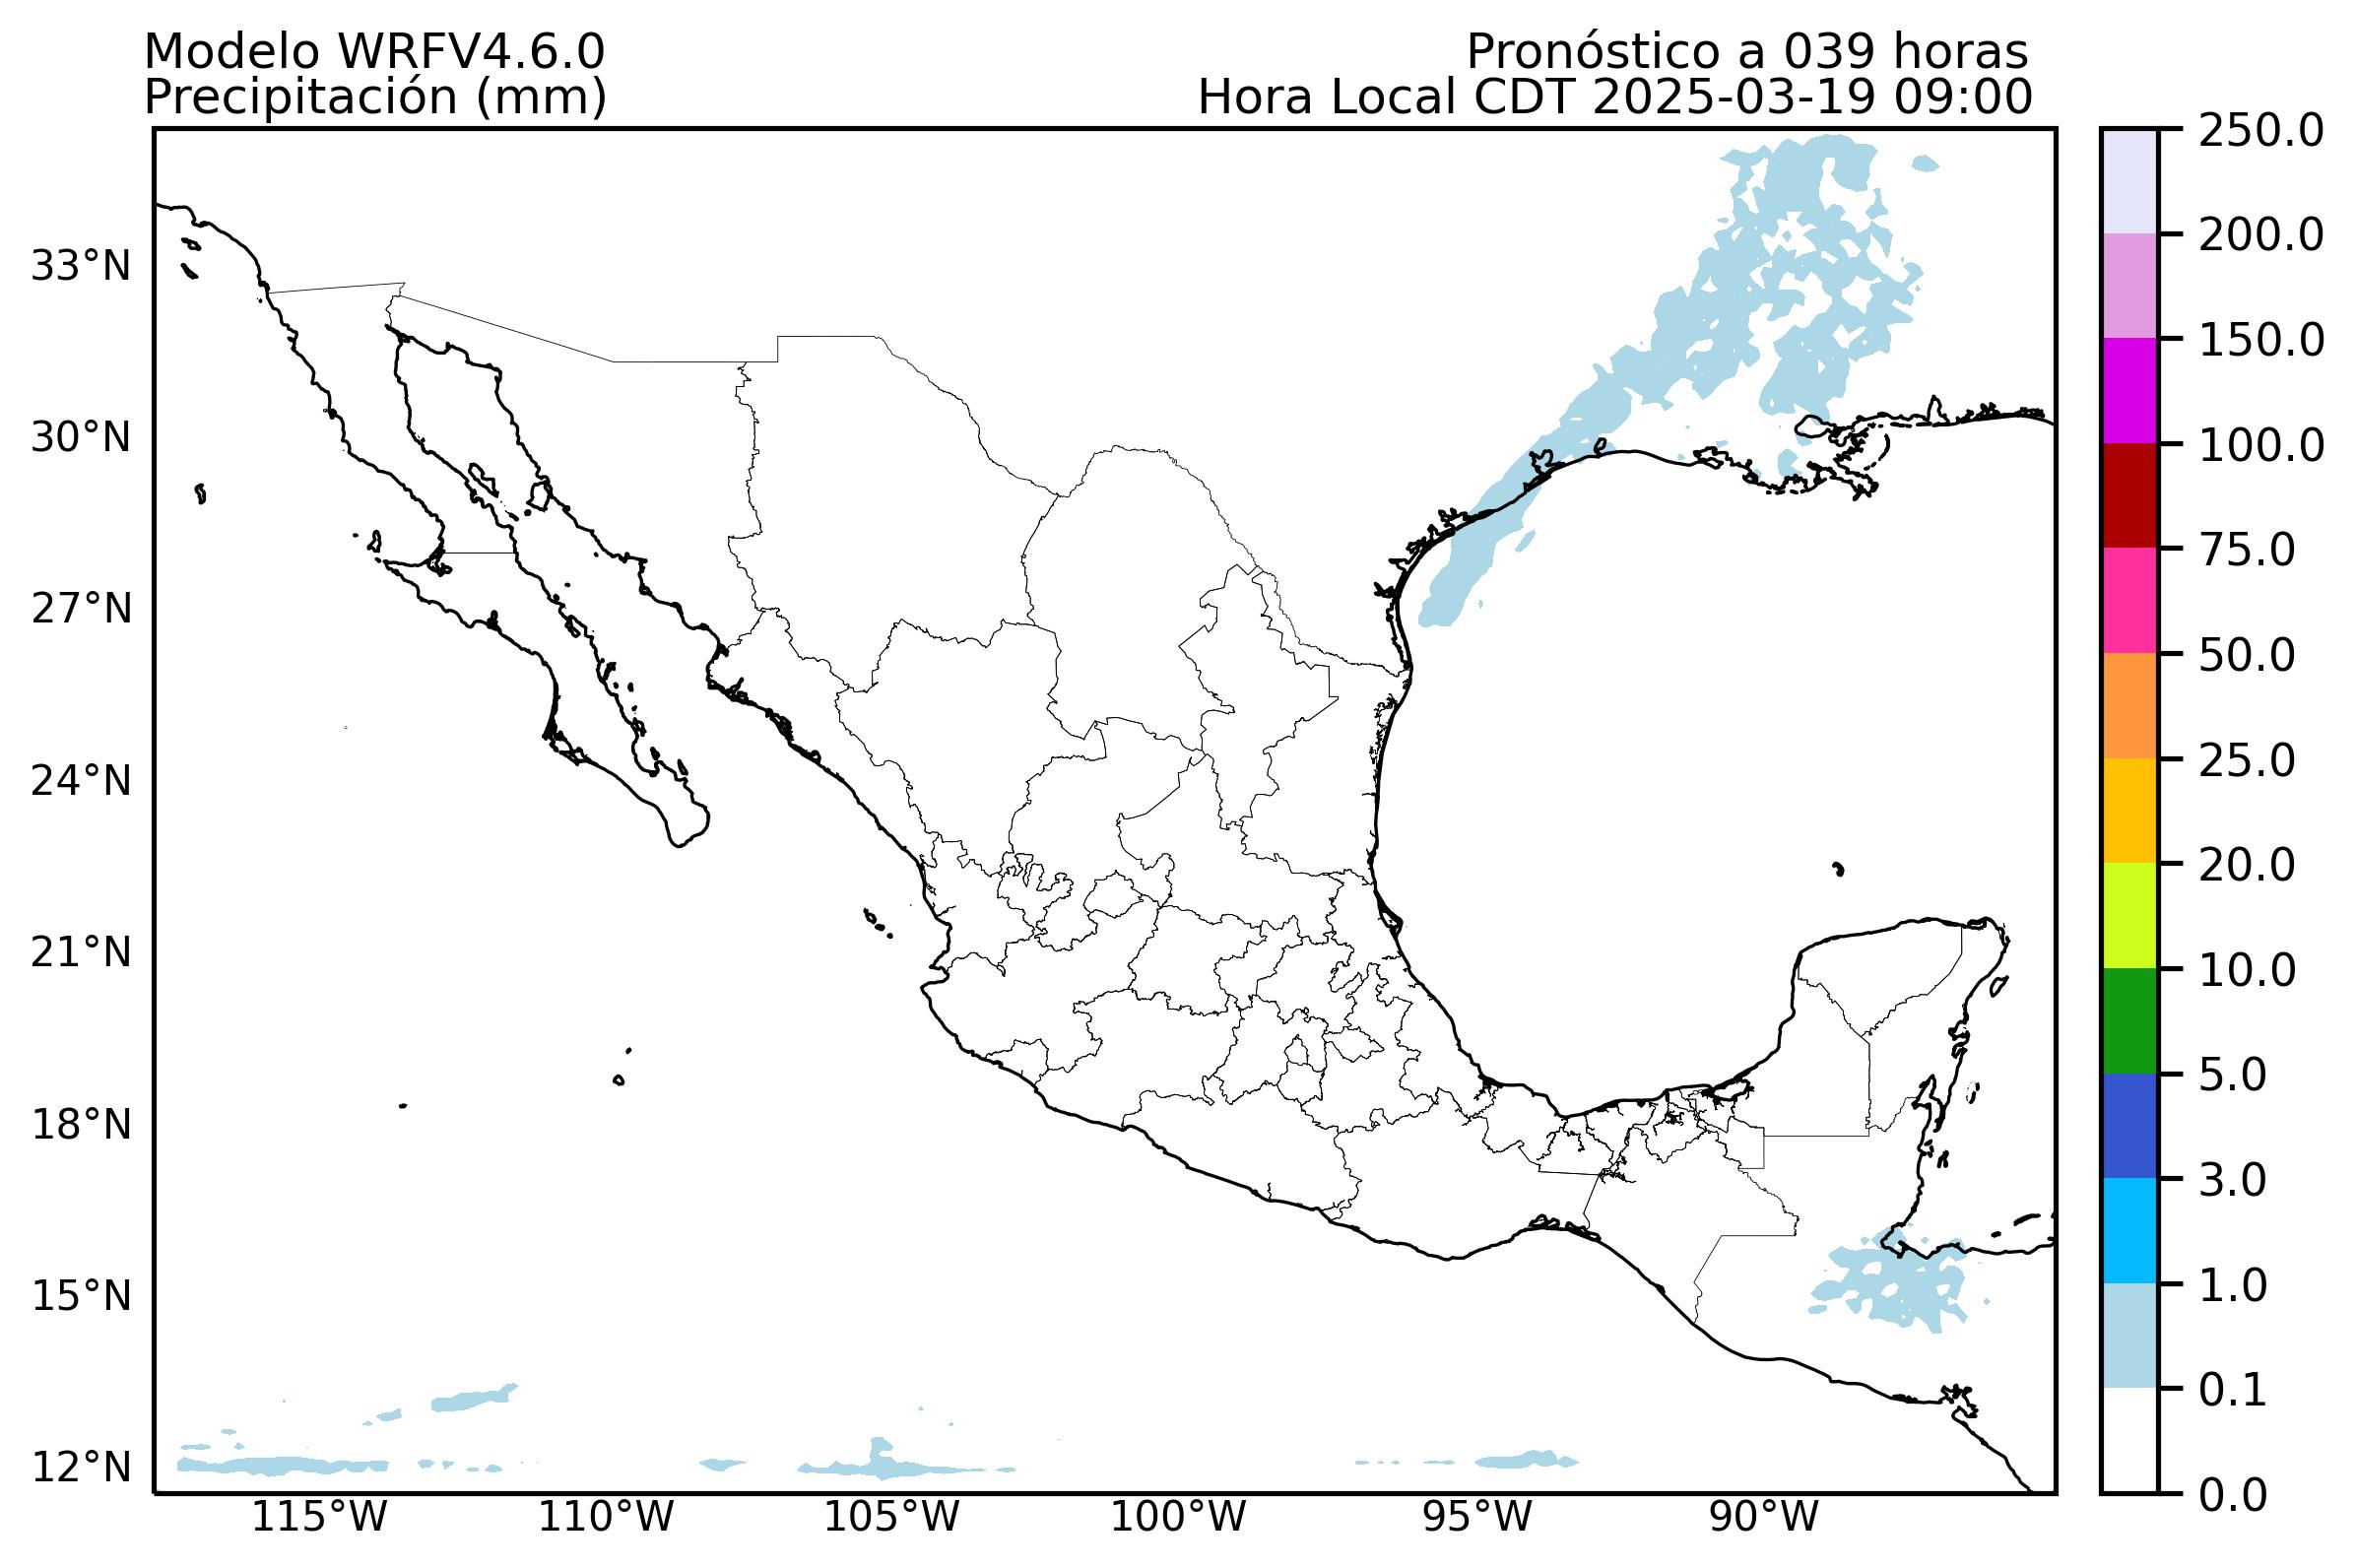 Modelo WRFV4.6.0
Precipitación (mm)
Pronóstico a 039 horas
Hora Local CDT 2025-03-19 09:00
33°N
30°N
27°N
24°N
21°N
18°N
15°N
12°N
115°W
110°W
105°W
100°W
95°W
90°W
250.0
200.0
150.0
100.0
75.0
50.0
25.0
20.0
10.0
5.0
3.0
1.0
0.1
0.0